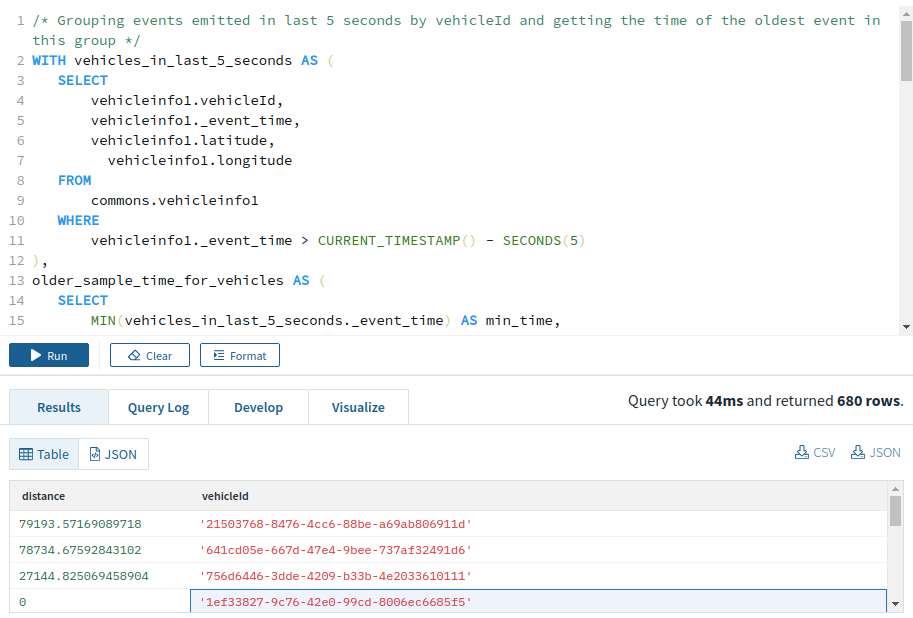 1 /* Grouping events emitted in last 5 seconds by vehicleId and getting the time of the oldest event in
this group */
2 WITH vehicles_in_last_5_seconds AS (
3 SELECT
4 vehicleinfo1.vehicleId,
5 vehicleinfo1._event_time,
6 vehicleinfo1.latitude,
7 vehicleinfo1.longitude
8 FROM
9 commons.vehicleinfo1
10 WHERE
11 vehicleinfo1._event_time > CURRENT_TIMESTAMP() - SECONDS(5)
12 ),
13 older_sample_time_for_vehicles AS (
14 SELECT
15 MIN(vehicles_in_last_5_seconds._event_time) AS min_time,
Run Clear Format
Results Query Log Develop Visualize Query took 44ms and returned 680 rows.
Table JSON CSV JSON
distance vehicleId
79193.57169089718 '21503768-8476-4cc6-88be-a69ab806911d'
78734.67592843102 '641cd05e-667d-47e4-9bee-737af32491d6'
27144.825069458904 '756d6446-3dde-4209-b33b-4e2033610111'
0 '1ef33827-9c76-42e0-99cd-8006ec6685f5'